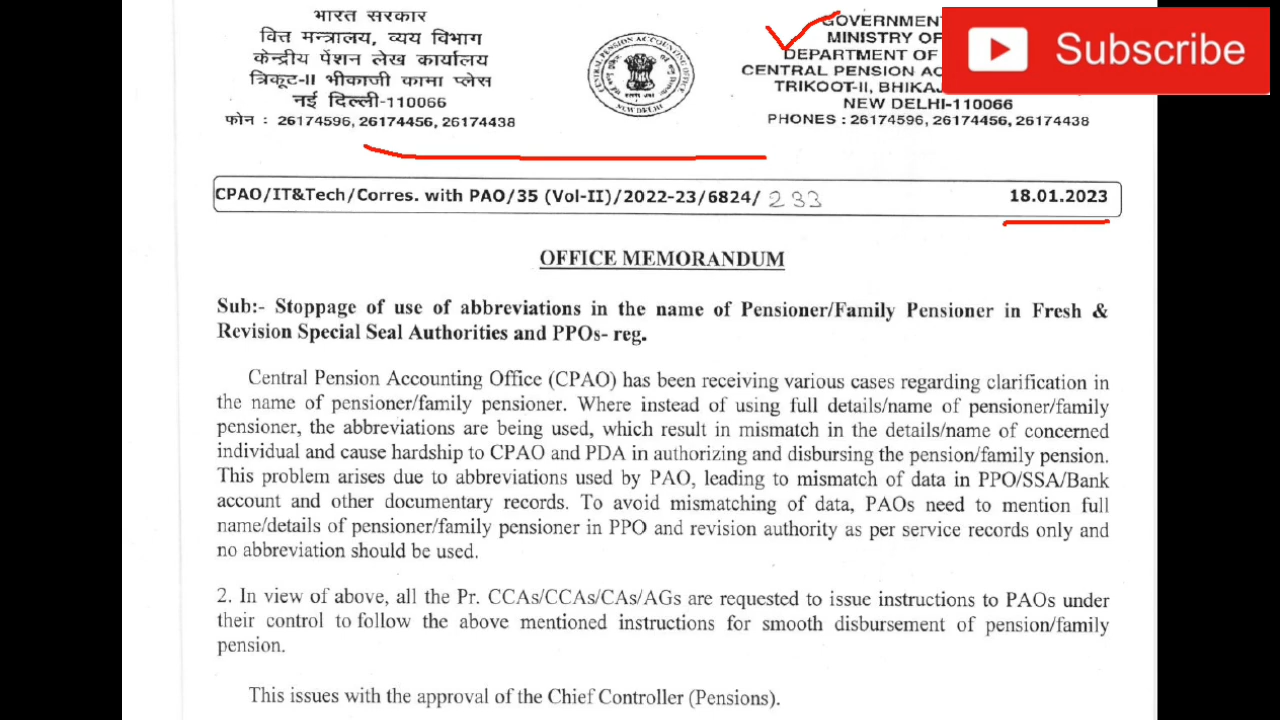 भारत सरकार
वित्त मन्त्रालय, व्यय विभाग
केन्द्रीय पेंशन लेख कार्यालय
त्रिकूट-II भीकाजी कामा प्लेस
नई दिल्ली-110066
फोन : 26174596, 26174456, 26174438
CENTRAL PENSION ACCOUNTING OFFICE
NEW DELHI
GOVERNMENT
MINISTRY OF
DEPARTMENT OF
CENTRAL PENSION AC
TRIKOOT-II, BHIKAJ
NEW DELHI-110066
PHONES : 26174596, 26174456, 26174438
Subscribe
CPAO/IT&Tech/Corres. with PAO/35 (Vol-II)/2022-23/6824/ 233 18.01.2023
OFFICE MEMORANDUM
Sub:- Stoppage of use of abbreviations in the name of Pensioner/Family Pensioner in Fresh &
Revision Special Seal Authorities and PPOs- reg.
Central Pension Accounting Office (CPAO) has been receiving various cases regarding clarification in
the name of pensioner/family pensioner. Where instead of using full details/name of pensioner/family
pensioner, the abbreviations are being used, which result in mismatch in the details/name of concerned
individual and cause hardship to CPAO and PDA in authorizing and disbursing the pension/family pension.
This problem arises due to abbreviations used by PAO, leading to mismatch of data in PPO/SSA/Bank
account and other documentary records. To avoid mismatching of data, PAOs need to mention full
name/details of pensioner/family pensioner in PPO and revision authority as per service records only and
no abbreviation should be used.
2. In view of above, all the Pr. CCAs/CCAs/CAs/AGs are requested to issue instructions to PAOs under
their control to follow the above mentioned instructions for smooth disbursement of pension/family
pension.
This issues with the approval of the Chief Controller (Pensions).